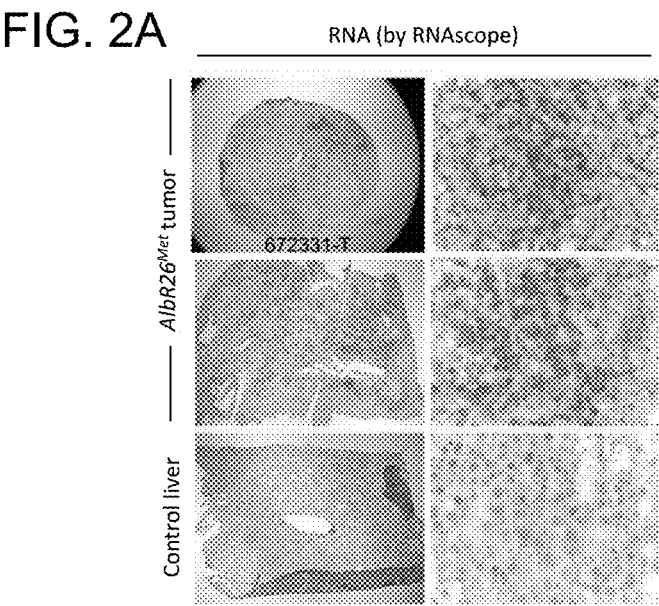 FIG. 2A
RNA (by RNAscope)
AlbR26Met tumor
672331-T
Control liver